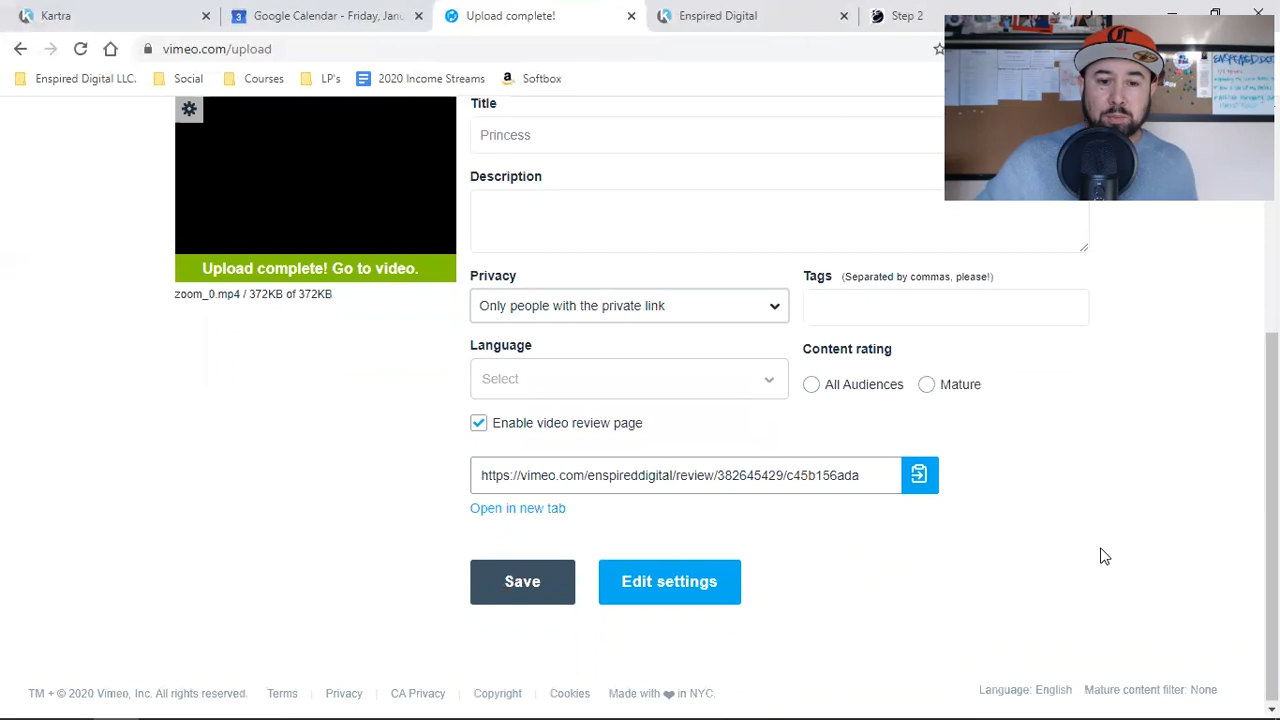 Kartra
Google Calendar - Friday, Janu
Upload complete!
Enspired Digital
Step 2
vimeo.com/upload
Enspired Digital LLC.
Social
Courses
LP's
2020 Income Streams
Softbox
Title
Princess
Description
Upload complete! Go to video.
zoom_0.mp4 / 372KB of 372KB
Privacy
Tags (Separated by commas, please!)
Only people with the private link
Language
Content rating
Select
All Audiences
Mature
Enable video review page
https://vimeo.com/enspireddigital/review/382645429/c45b156ada
Open in new tab
Save
Edit settings
TM + © 2020 Vimeo, Inc. All rights reserved.
Terms
Privacy
CA Privacy
Copyright
Cookies
Made with ❤ in NYC.
Language: English
Mature content filter: None